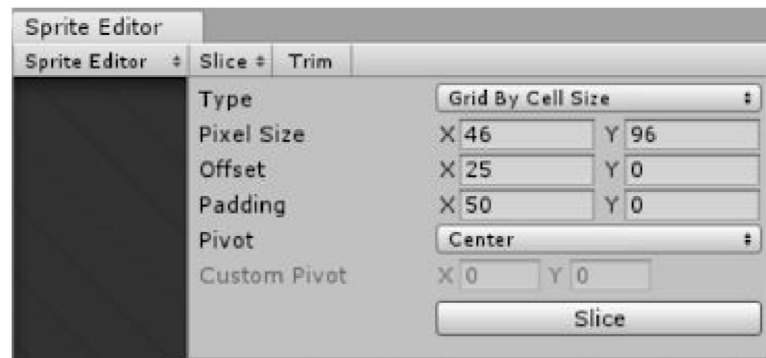 Sprite Editor
Sprite Editor Slice Trim
Type Grid By Cell Size
Pixel Size X 46 Y 96
Offset X 25 Y 0
Padding X 50 Y 0
Pivot Center
Custom Pivot X 0 Y 0
Slice